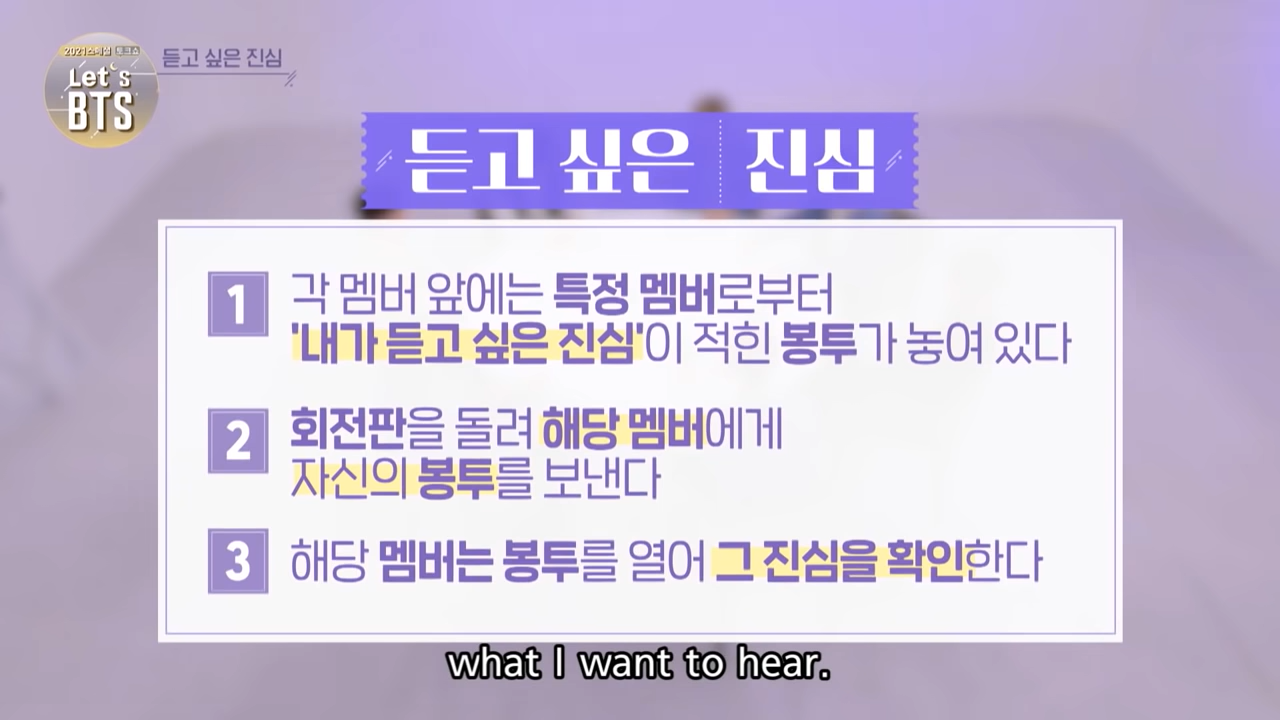 2021스페셜 토크쇼
Let's
BTS
듣고 싶은 진심
듣고 싶은 진심
1 각 멤버 앞에는 특정 멤버로부터
'내가 듣고 싶은 진심'이 적힌 봉투가 놓여 있다
2 회전판을 돌려 해당 멤버에게
자신의 봉투를 보낸다
3 해당 멤버는 봉투를 열어 그 진심을 확인한다
what I want to hear.